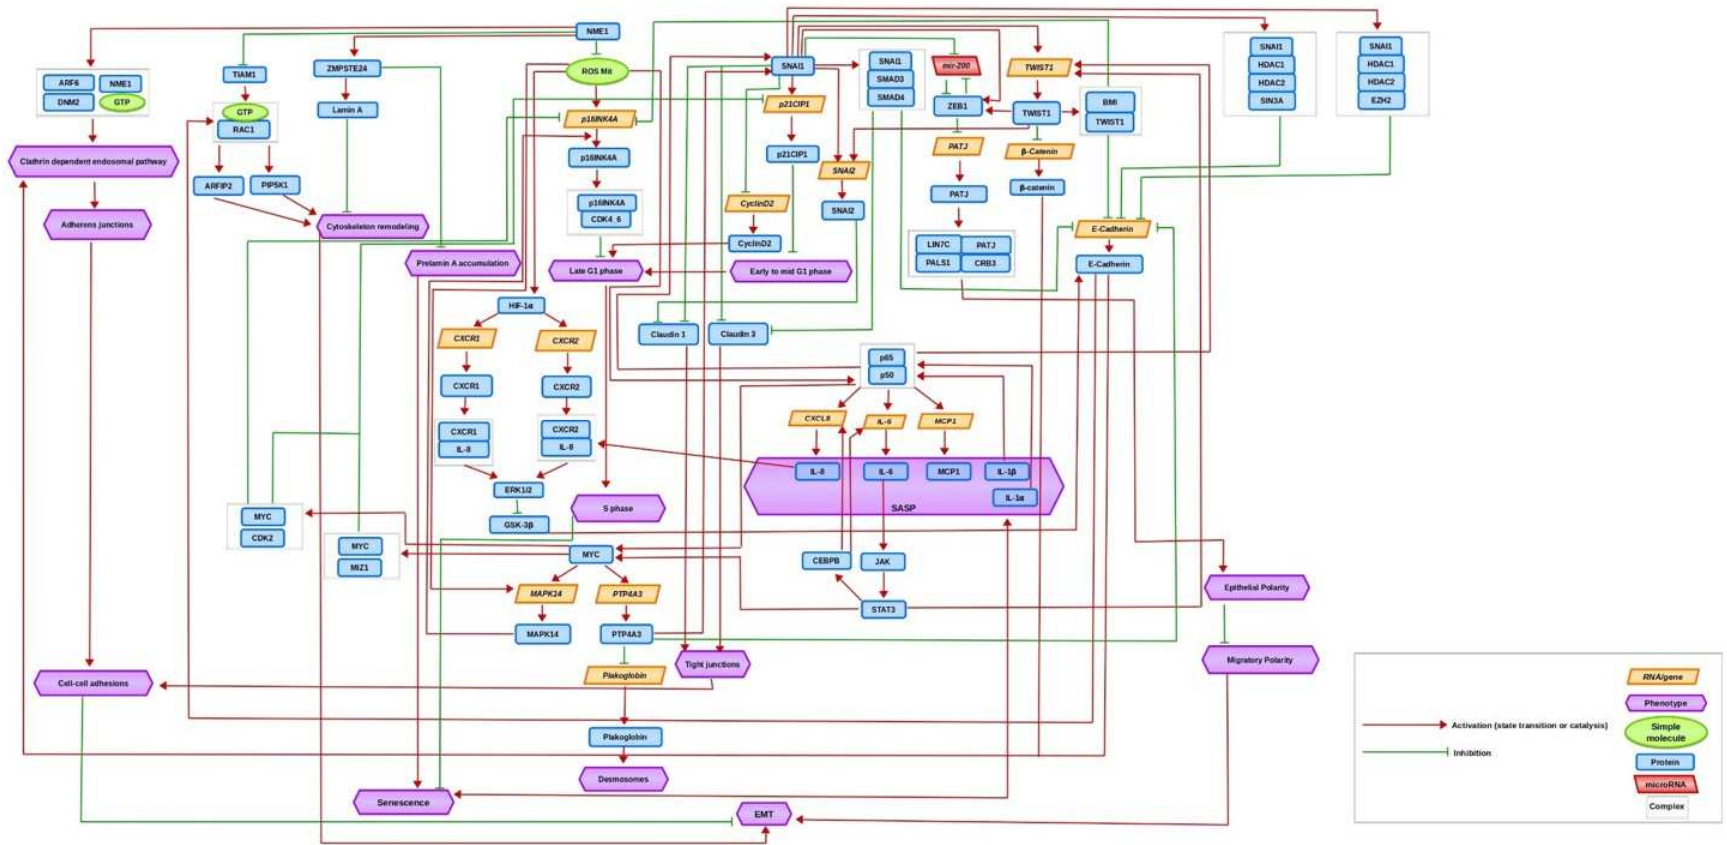 NME1
ARF6
NME1
DNM2
GTP
TIAM1
ZMPSTE24
ROS Mit
SNAI1
SNAI1
SMAD3
SMAD4
mir-200
TWIST1
SNAI1
HDAC1
HDAC2
SIN3A
SNAI1
HDAC1
HDAC2
EZH2
GTP
RAC1
Lamin A
p16INK4A
p21CIP1
ZEB1
TWIST1
BMI
TWIST1
Clathrin dependent endosomal pathway
ARFIP2
PIP5K1
p16INK4A
p21CIP1
SNAI2
PATJ
β-Catenin
PATJ
β-catenin
Adherens junctions
Cytoskeleton remodeling
p16INK4A
CDK4_6
CyclinD2
SNAI2
E-Cadherin
Prelamin A accumulation
Late G1 phase
CyclinD2
Early to mid G1 phase
LIN7C
PATJ
PALS1
CRB3
E-Cadherin
HIF-1α
CXCR1
CXCR2
Claudin 1
Claudin 3
p65
p50
CXCR1
CXCR2
CXCL8
IL-6
MCP1
CXCR1
IL-8
CXCR2
IL-8
IL-8
IL-6
MCP1
IL-1β
IL-1α
SASP
ERK1/2
GSK-3β
S phase
MYC
CDK2
MYC
MIZ1
MYC
CEBPB
JAK
MAPK14
PTP4A3
STAT3
Epithelial Polarity
MAPK14
PTP4A3
Plakoglobin
Tight junctions
Migratory Polarity
Cell-cell adhesions
Plakoglobin
Desmosomes
Senescence
EMT
RNA/gene
Phenotype
Activation (state transition or catalysis)
Simple
molecule
Inhibition
Protein
microRNA
Complex